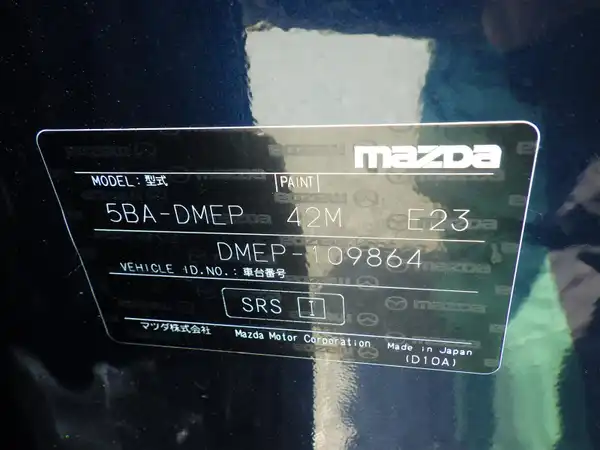 mazda
MODEL:型式 PAINT
5BA-DMEP 42M E23
DMEP-109864
VEHICLE I.D.NO.:車台番号
SRS I
マツダ株式会社 Mazda Motor Corporation Made in Japan
(D10A)